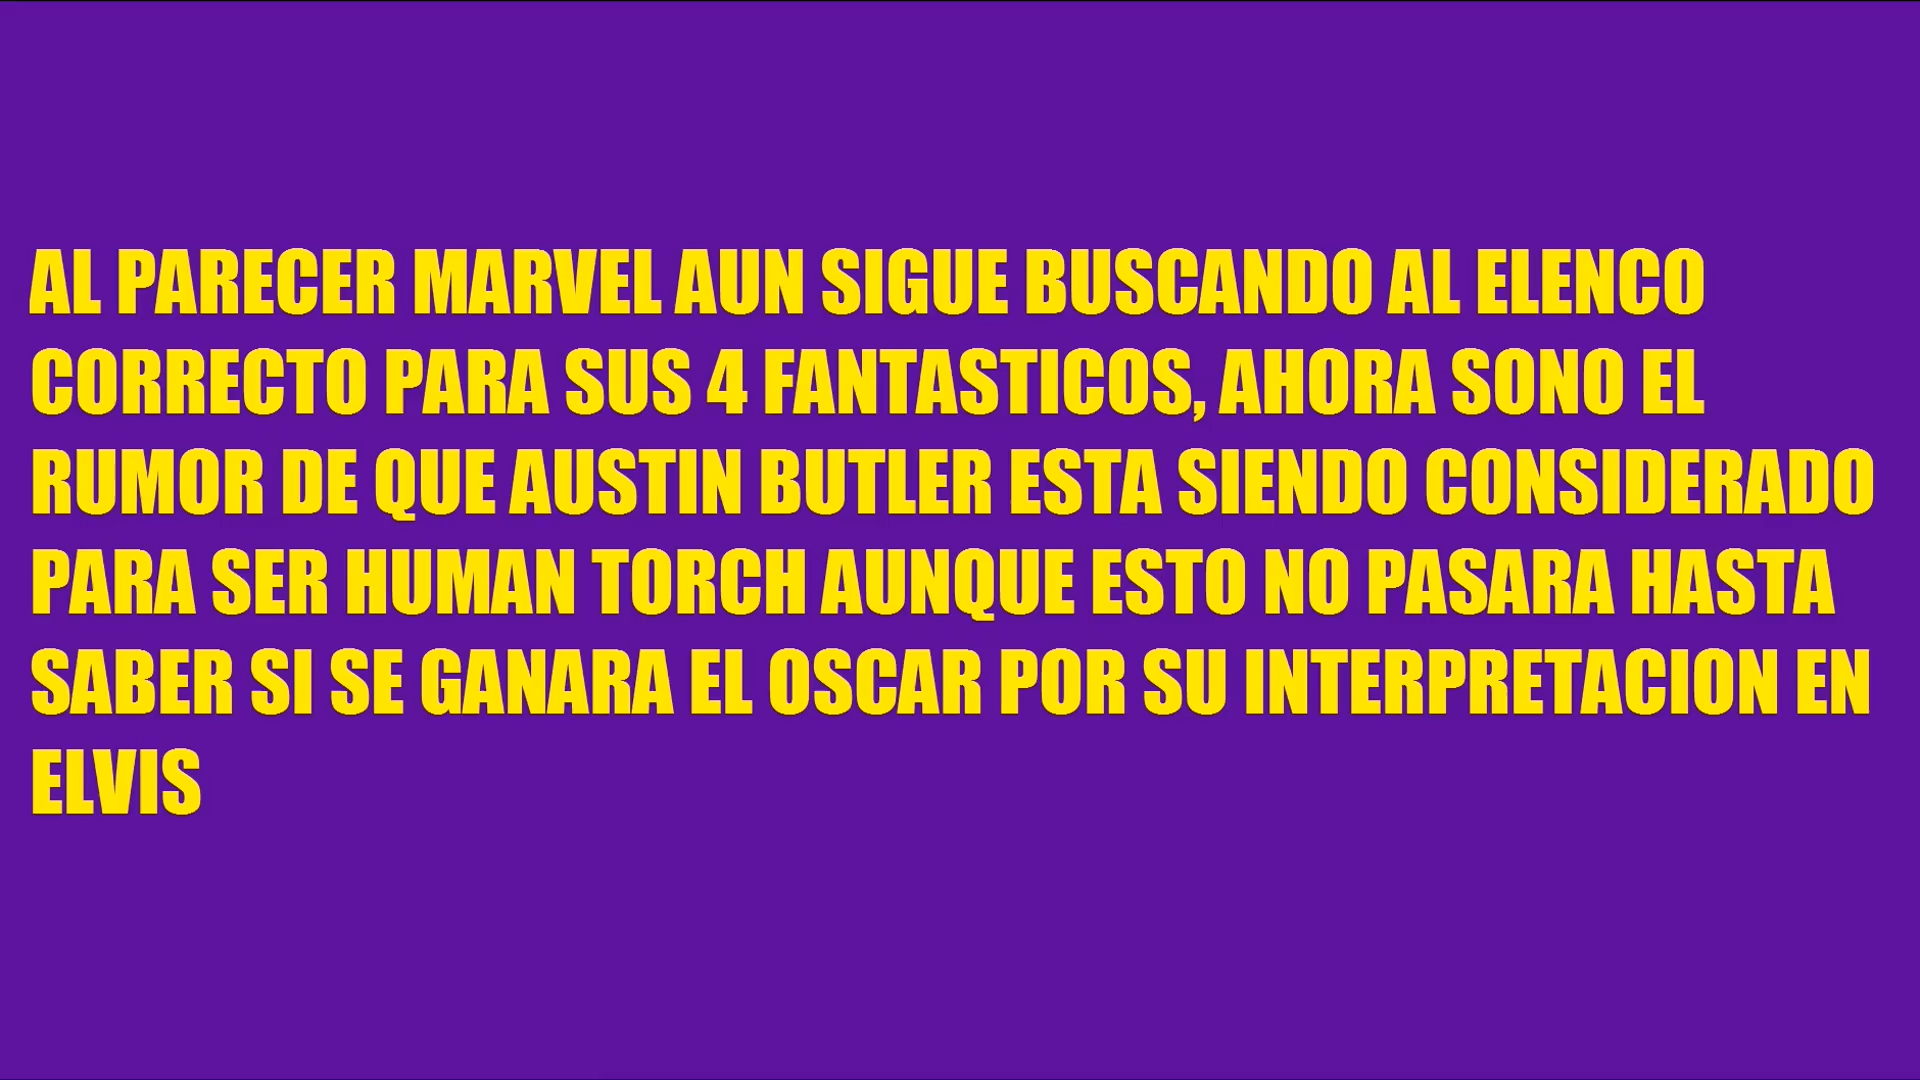 AL PARECER MARVEL AUN SIGUE BUSCANDO AL ELENCO
CORRECTO PARA SUS 4 FANTASTICOS, AHORA SONO EL
RUMOR DE QUE AUSTIN BUTLER ESTA SIENDO CONSIDERADO
PARA SER HUMAN TORCH AUNQUE ESTO NO PASARA HASTA
SABER SI SE GANARA EL OSCAR POR SU INTERPRETACION EN
ELVIS